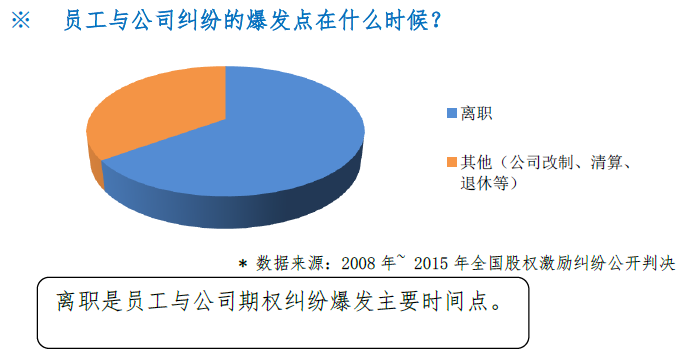 ※ 员工与公司纠纷的爆发点在什么时候？
离职
其他（公司改制、清算、
退休等）
* 数据来源：2008 年~ 2015 年全国股权激励纠纷公开判决
离职是员工与公司期权纠纷爆发主要时间点。